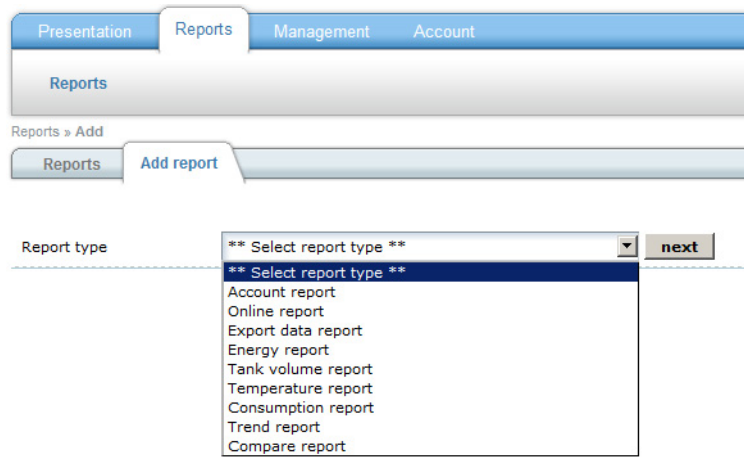 Presentation Reports Management Account
Reports
Reports » Add
Reports Add report
Report type ** Select report type ** next
** Select report type **
Account report
Online report
Export data report
Energy report
Tank volume report
Temperature report
Consumption report
Trend report
Compare report